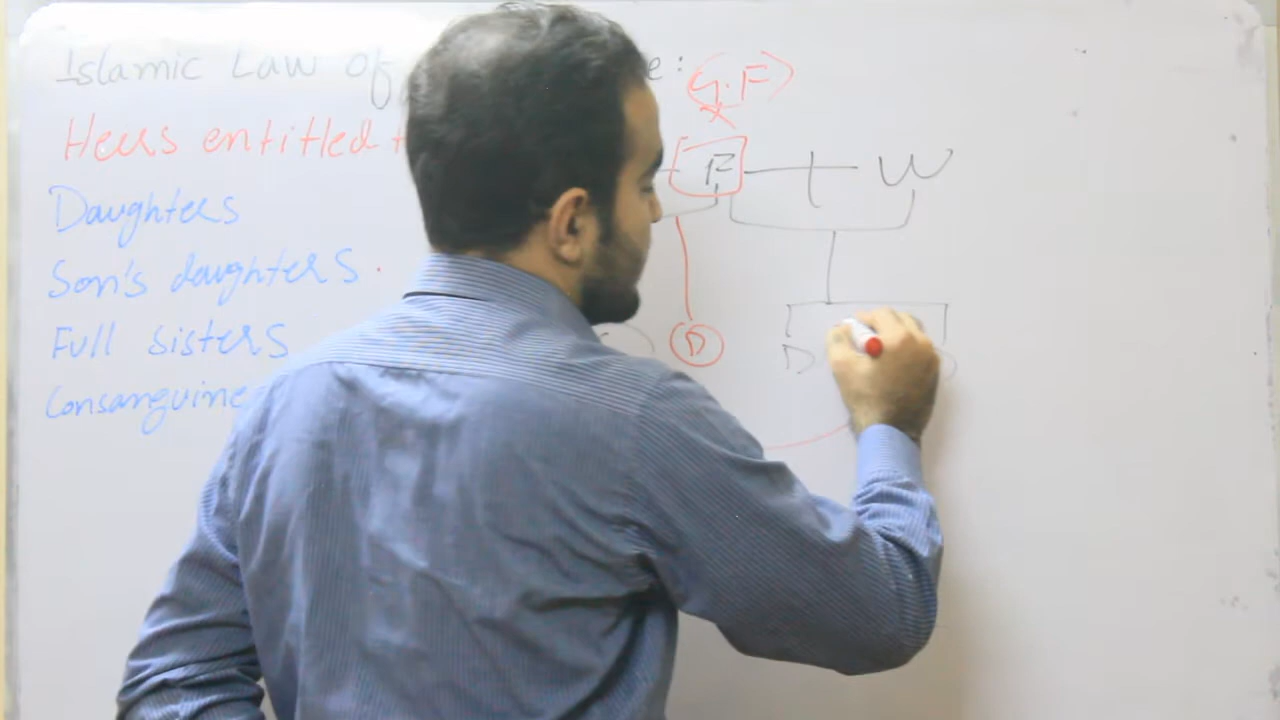 Islamic Law of e:
(G.F)
Heirs entitled t
F W
Daughters
Son's daughters
Full sisters
D D
Consanguine